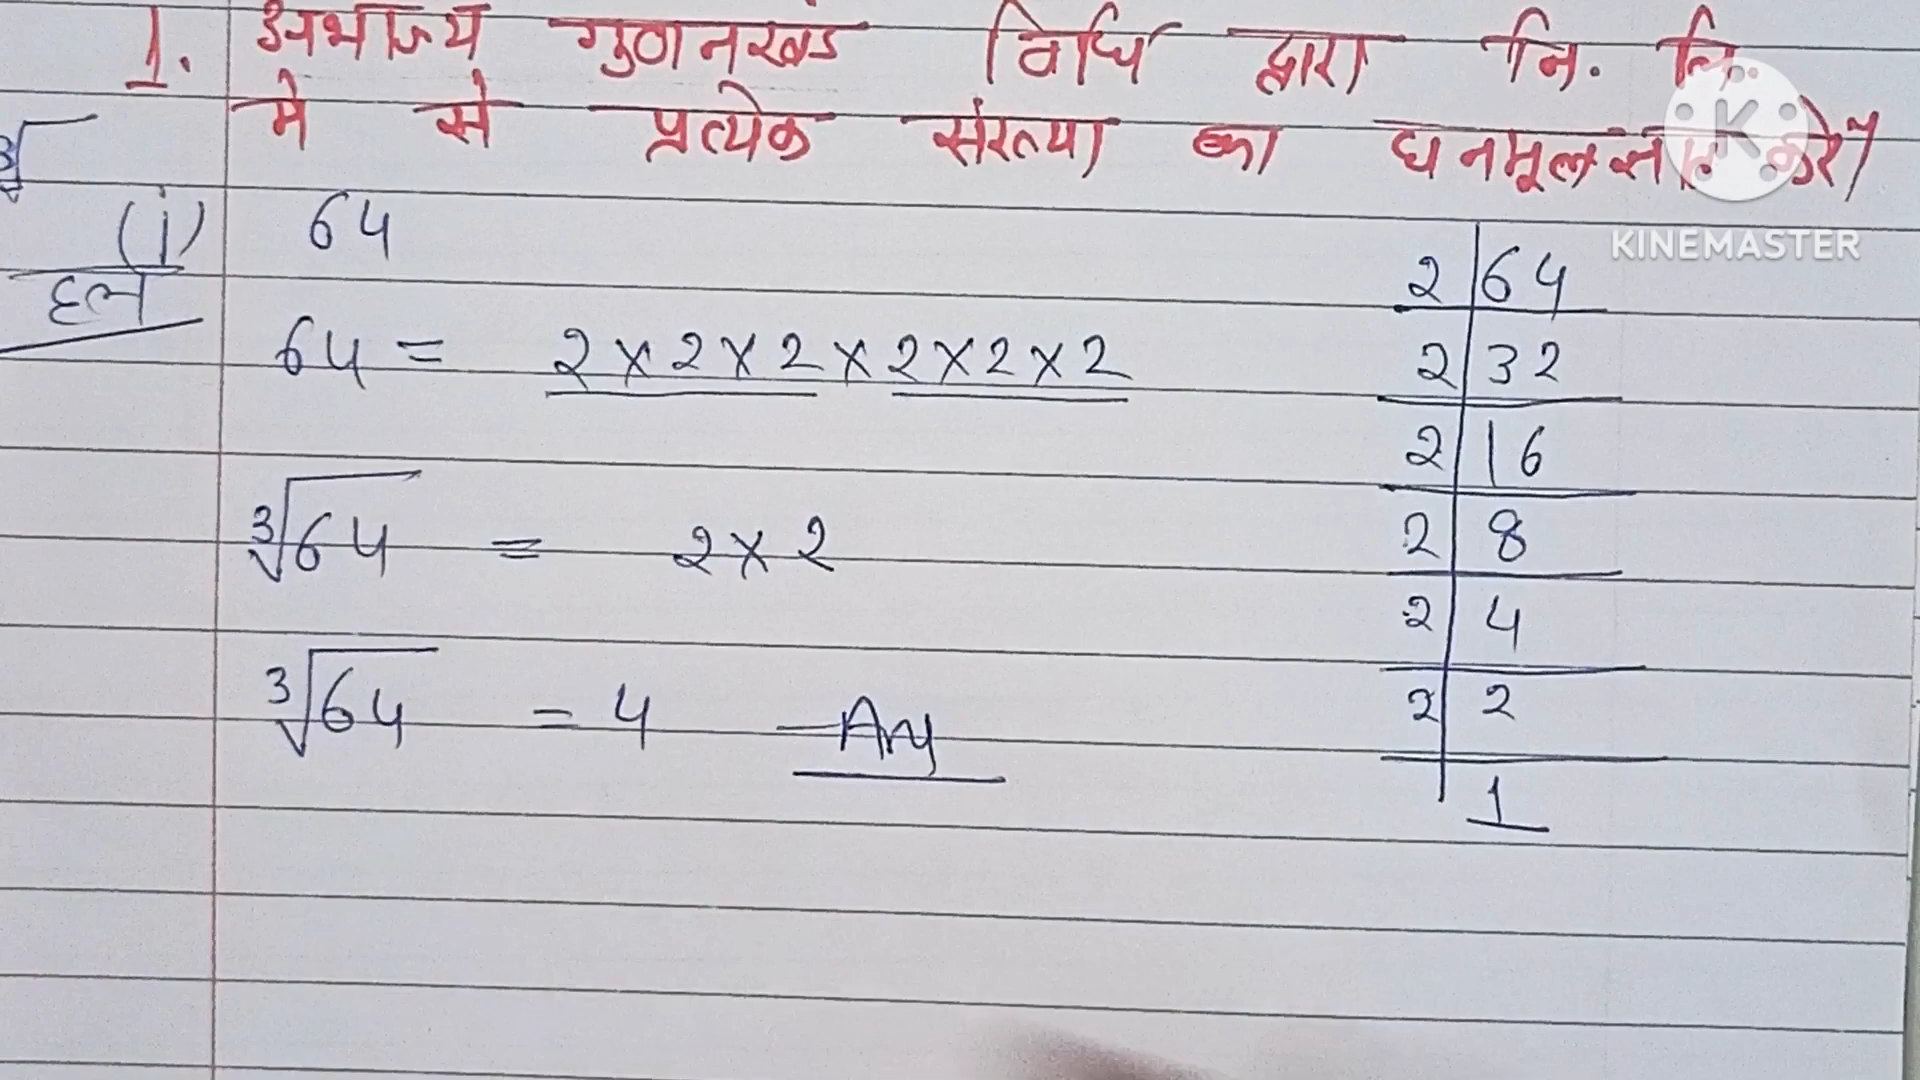 1. अभाज्य गुणनखंड विधि द्वारा नि. लि.
मे से प्रत्येक संख्या का घनमूल ज्ञात करें।
∛
(i) 64
हल
64 = 2×2×2×2×2×2
∛64 = 2×2
∛64 = 4 Ans
2 | 64
2 | 32
2 | 16
2 | 8
2 | 4
2 | 2
1
K
KINEMASTER